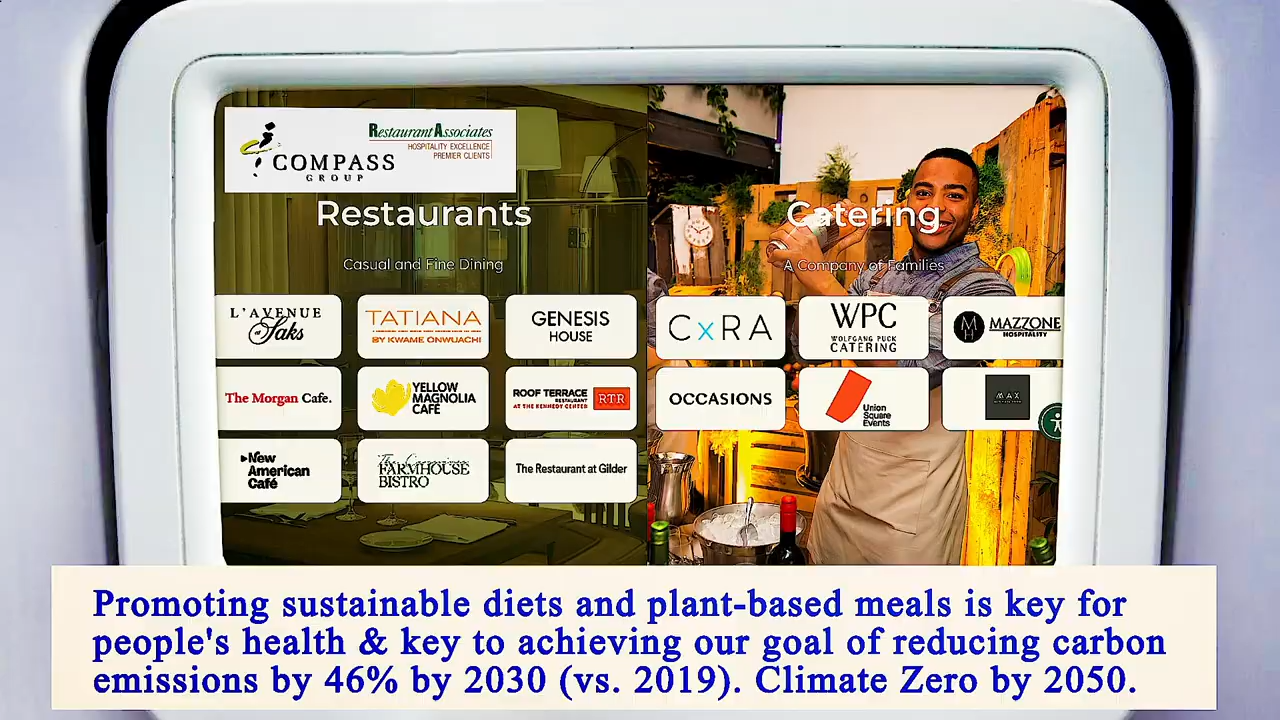 COMPASS
GROUP
Restaurant Associates
HOSPITALITY EXCELLENCE
PREMIER CLIENTS
Restaurants
Casual and Fine Dining
L'AVENUE
at Saks
TATIANA
BY KWAME ONWUACHI
GENESIS
HOUSE
The Morgan Cafe.
YELLOW
MAGNOLIA
CAFÉ
ROOF TERRACE
RESTAURANT
AT THE KENNEDY CENTER
RTR
New
American
Café
FARMHOUSE
BISTRO
The Restaurant at Gilder
Catering
A Company of Families
CxRA
WPC
WOLFGANG PUCK
CATERING
MH
MAZZONE
HOSPITALITY
OCCASIONS
Union
Square
Events
MAX
Promoting sustainable diets and plant-based meals is key for
people's health & key to achieving our goal of reducing carbon
emissions by 46% by 2030 (vs. 2019). Climate Zero by 2050.